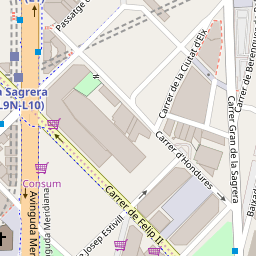 Passatge
Carrer de la Ciutat d'Elx
Carrer de Berenguer
Sagrera
(L9N-L10)
Carrer Gran de la Sagrera
Carrer d'Hondures
Consum
Carrer de Felip II
Avinguda Meridiana
Josep Estivill